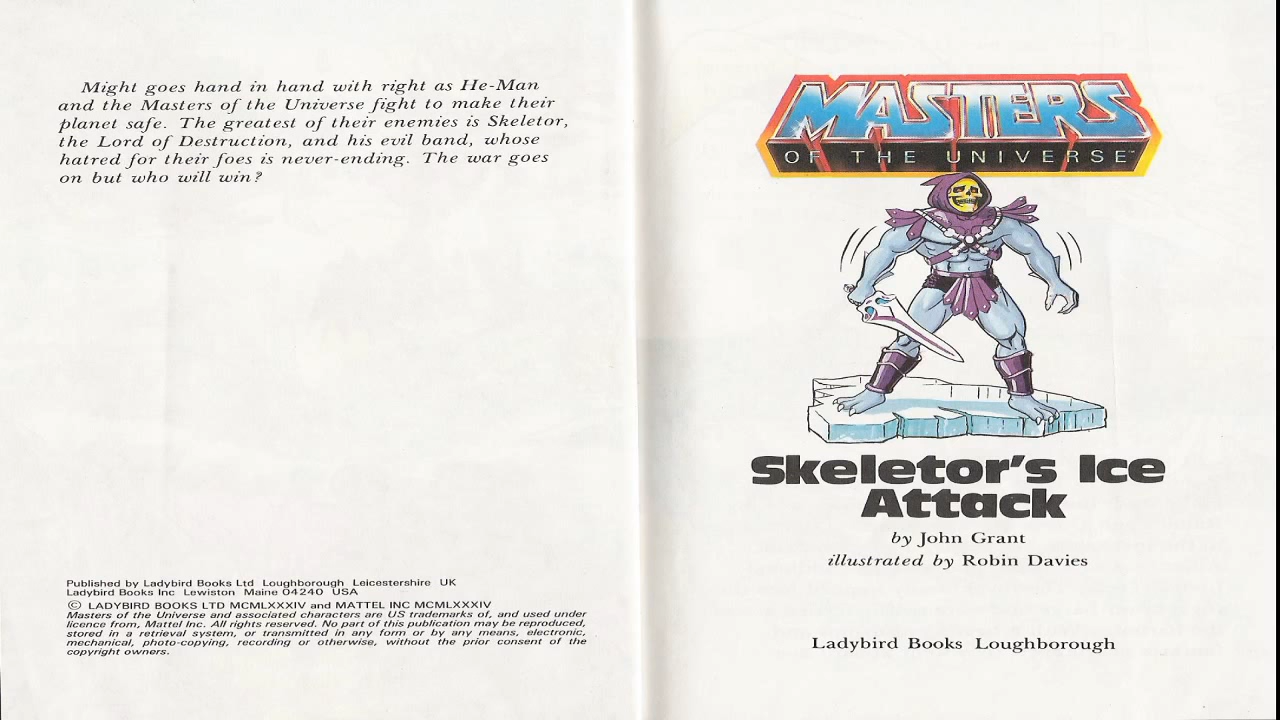 Might goes hand in hand with right as He-Man
and the Masters of the Universe fight to make their
planet safe. The greatest of their enemies is Skeletor,
the Lord of Destruction, and his evil band, whose
hatred for their foes is never-ending. The war goes
on but who will win?
Published by Ladybird Books Ltd Loughborough Leicestershire UK
Ladybird Books Inc Lewiston Maine 04240 USA
© LADYBIRD BOOKS LTD MCMLXXXIV and MATTEL INC MCMLXXXIV
Masters of the Universe and associated characters are US trademarks of, and used under
licence from, Mattel Inc. All rights reserved. No part of this publication may be reproduced,
stored in a retrieval system, or transmitted in any form or by any means, electronic,
mechanical, photo-copying, recording or otherwise, without the prior consent of the
copyright owners.
MASTERS
OF THE UNIVERSE™
Skeletor's Ice
Attack
by John Grant
illustrated by Robin Davies
Ladybird Books Loughborough